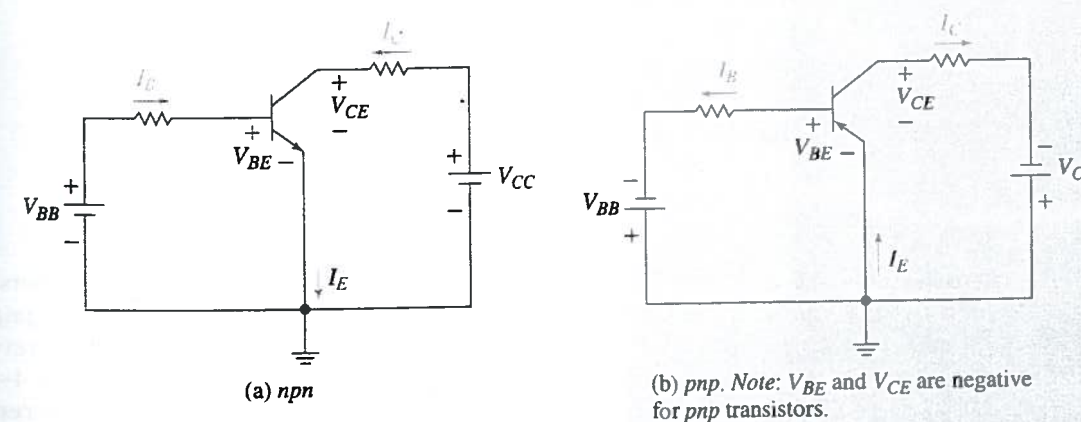 I_C
I_B
+
V_CE
−
+
V_BE −
+
V_BB
−
+
V_CC
−
I_E
(a) npn
I_C
I_B
+
V_CE
−
+
V_BE −
−
V_BB
+
−
V_C
+
I_E
(b) pnp. Note: V_BE and V_CE are negative
for pnp transistors.